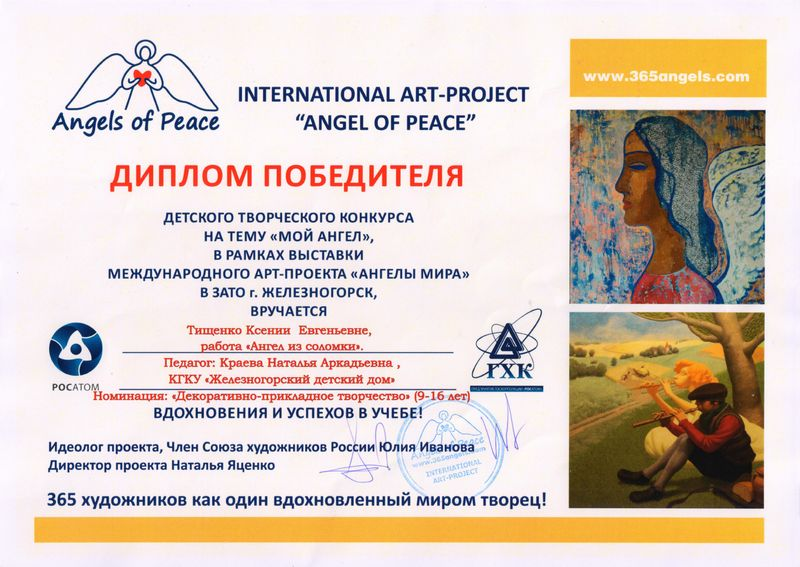 Angels of Peace
INTERNATIONAL ART-PROJECT
“ANGEL OF PEACE”
www.365angels.com
ДИПЛОМ ПОБЕДИТЕЛЯ
ДЕТСКОГО ТВОРЧЕСКОГО КОНКУРСА
НА ТЕМУ «МОЙ АНГЕЛ»,
В РАМКАХ ВЫСТАВКИ
МЕЖДУНАРОДНОГО АРТ-ПРОЕКТА «АНГЕЛЫ МИРА»
В ЗАТО г. ЖЕЛЕЗНОГОРСК,
ВРУЧАЕТСЯ
Тищенко Ксении Евгеньевне,
работа «Ангел из соломки».
Педагог: Краева Наталья Аркадьевна ,
КГКУ «Железногорский детский дом»
Номинация: «Декоративно-прикладное творчество» (9-16 лет)
РОСАТОМ
ГХК
ПРЕДПРИЯТИЕ ГОСКОРПОРАЦИИ «РОСАТОМ»
ВДОХНОВЕНИЯ И УСПЕХОВ В УЧЕБЕ!
Идеолог проекта, Член Союза художников России Юлия Иванова
Директор проекта Наталья Яценко
Angels of Peace
www.365angels.com
INTERNATIONAL
ART-PROJECT
365 художников как один вдохновленный миром творец!